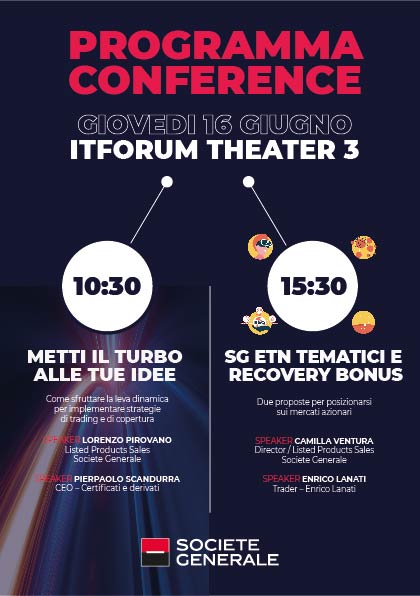 PROGRAMMA
CONFERENCE
GIOVEDI 16 GIUGNO
ITFORUM THEATER 3
10:30
METTI IL TURBO
ALLE TUE IDEE
Come sfruttare la leva dinamica
per implementare strategie
di trading e di copertura
SPEAKER LORENZO PIROVANO
Listed Products Sales
Societe Generale
SPEAKER PIERPAOLO SCANDURRA
CEO – Certificati e derivati
15:30
SG ETN TEMATICI E
RECOVERY BONUS
Due proposte per posizionarsi
sui mercati azionari
SPEAKER CAMILLA VENTURA
Director / Listed Products Sales
Societe Generale
SPEAKER ENRICO LANATI
Trader – Enrico Lanati
SOCIETE
GENERALE